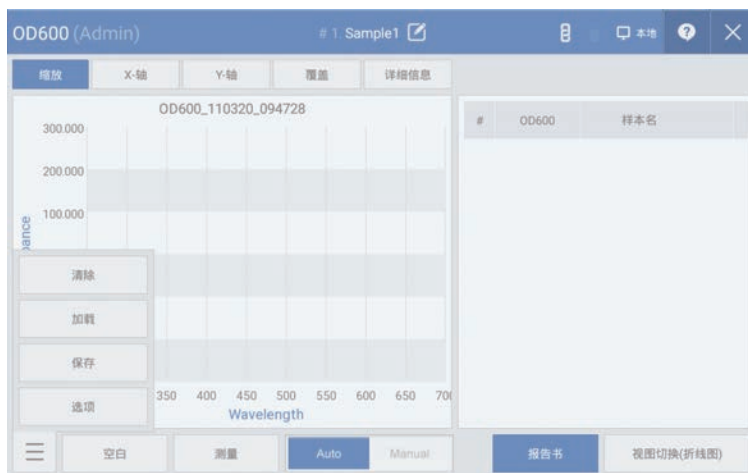 OD600 (Admin) # 1. Sample1 本地 ?
缩放 X-轴 Y-轴 覆盖 详细信息
OD600_110320_094728
300.000
200.000
100.000
# OD600 样本名
清除
加载
保存
选项
350 400 450 500 550 600 650 700
Wavelength
空白 测量 Auto Manual 报告书 视图切换(折线图)